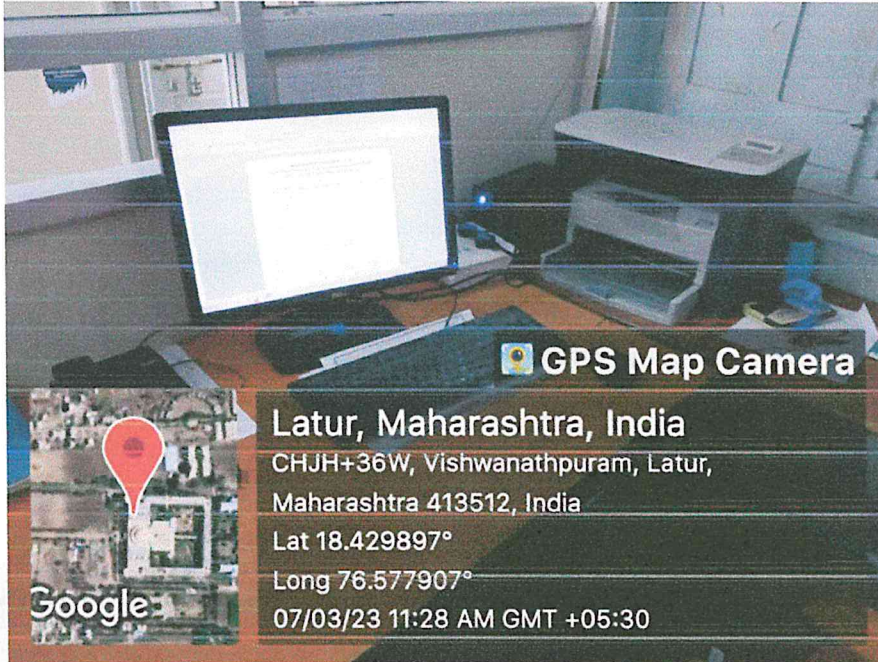 GPS Map Camera
Latur, Maharashtra, India
CHJH+36W, Vishwanathpuram, Latur,
Maharashtra 413512, India
Lat 18.429897°
Long 76.577907°
07/03/23 11:28 AM GMT +05:30
Google